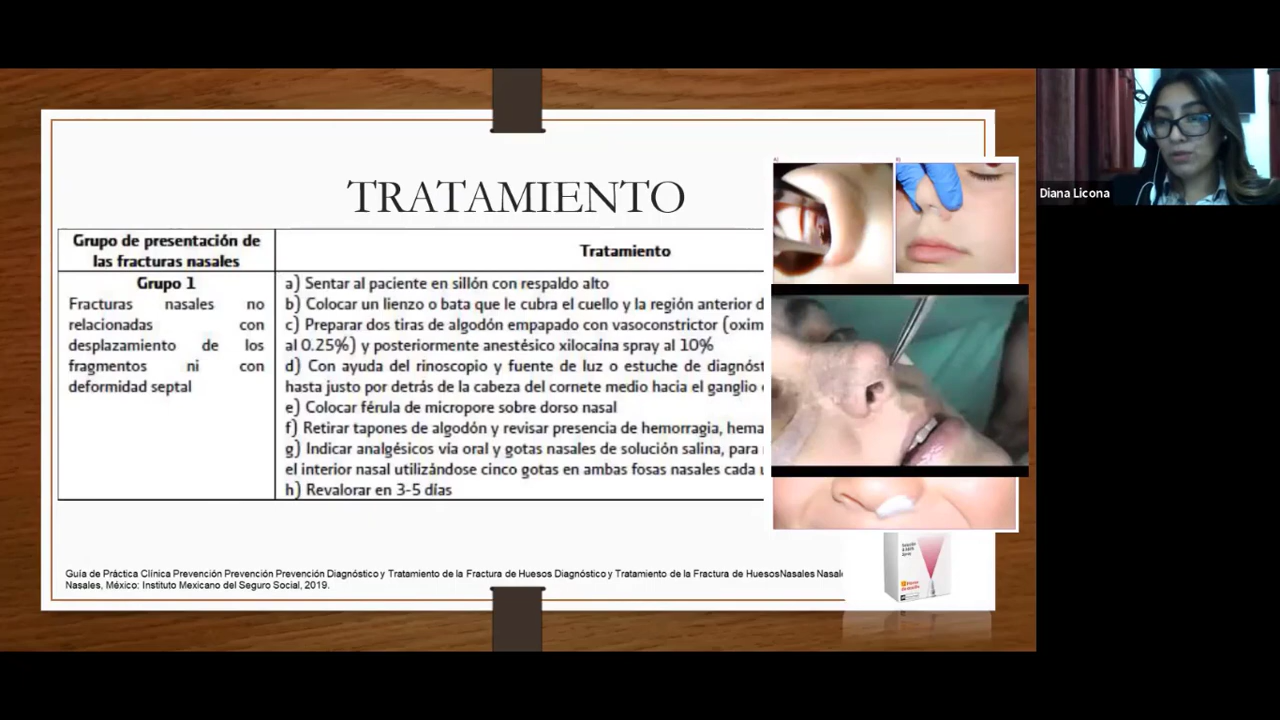 TRATAMIENTO
Grupo de presentación de
las fracturas nasales
Tratamiento
Grupo 1
Fracturas nasales no
relacionadas con
desplazamiento de los
fragmentos ni con
deformidad septal
a) Sentar al paciente en sillón con respaldo alto
b) Colocar un lienzo o bata que le cubra el cuello y la región anterior d
c) Preparar dos tiras de algodón empapado con vasoconstrictor (oxim
al 0.25%) y posteriormente anestésico xilocaína spray al 10%
d) Con ayuda del rinoscopio y fuente de luz o estuche de diagnóst
hasta justo por detrás de la cabeza del cornete medio hacia el ganglio
e) Colocar férula de micropore sobre dorso nasal
f) Retirar tapones de algodón y revisar presencia de hemorragia, hema
g) Indicar analgésicos vía oral y gotas nasales de solución salina, para
el interior nasal utilizándose cinco gotas en ambas fosas nasales cada
h) Revalorar en 3-5 días
Guía de Práctica Clínica Prevención Prevención Prevención Diagnóstico y Tratamiento de la Fractura de Huesos Diagnóstico y Tratamiento de la Fractura de HuesosNasales Nasal
Nasales, México: Instituto Mexicano del Seguro Social, 2019.
A)
B)
Diana Licona